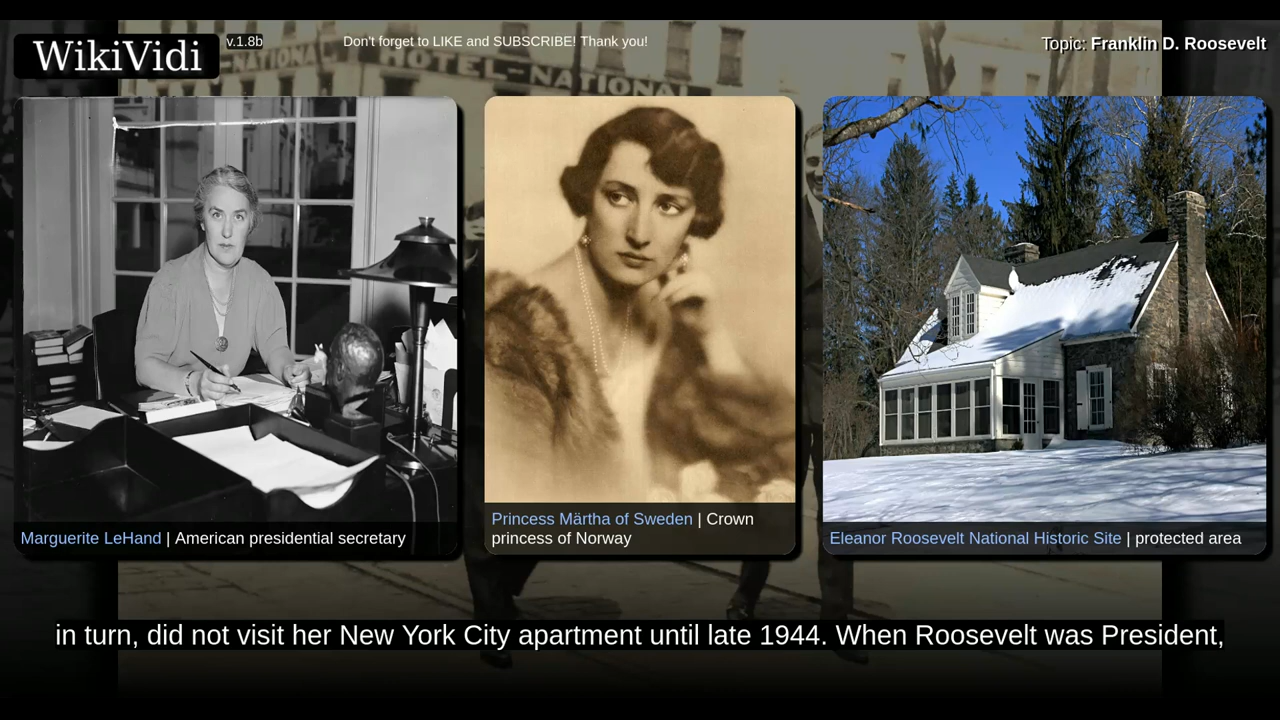 WikiVidi
v.1.8b
Don't forget to LIKE and SUBSCRIBE! Thank you!
Topic: Franklin D. Roosevelt
HOTEL-NATIONAL
Marguerite LeHand | American presidential secretary
Princess Märtha of Sweden | Crown
princess of Norway
Eleanor Roosevelt National Historic Site | protected area
in turn, did not visit her New York City apartment until late 1944. When Roosevelt was President,